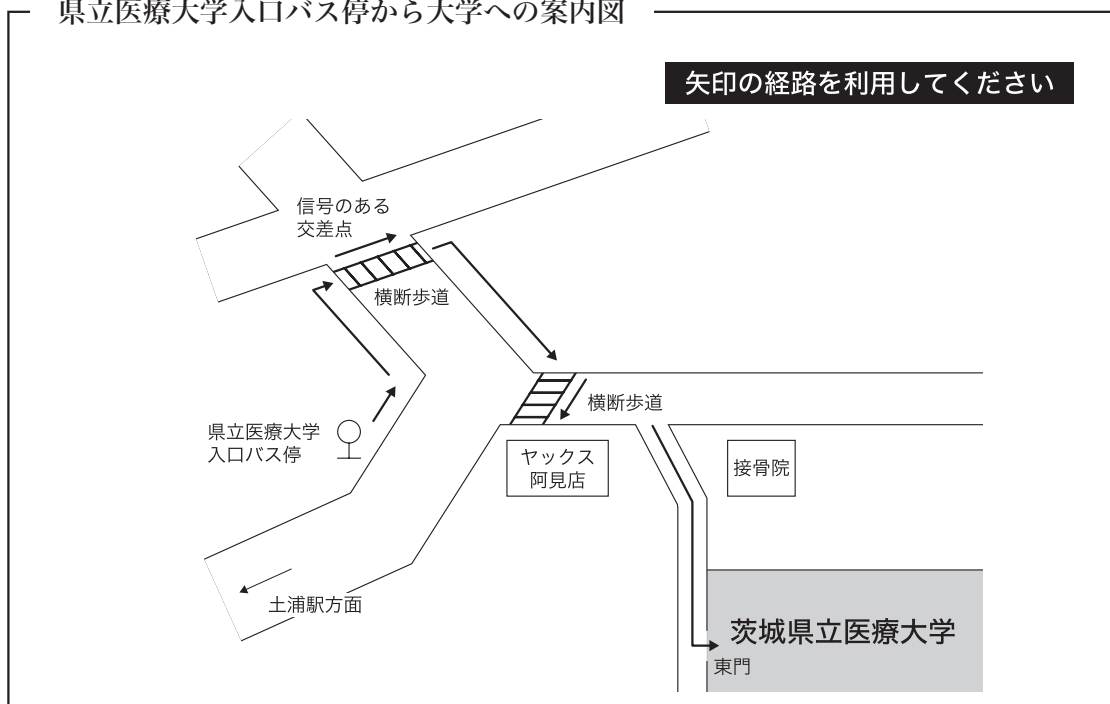 県立医療大学入口バス停から大学への案内図
矢印の経路を利用してください
信号のある
交差点
横断歩道
横断歩道
県立医療大学
入口バス停
ヤックス
阿見店
接骨院
土浦駅方面
茨城県立医療大学
東門